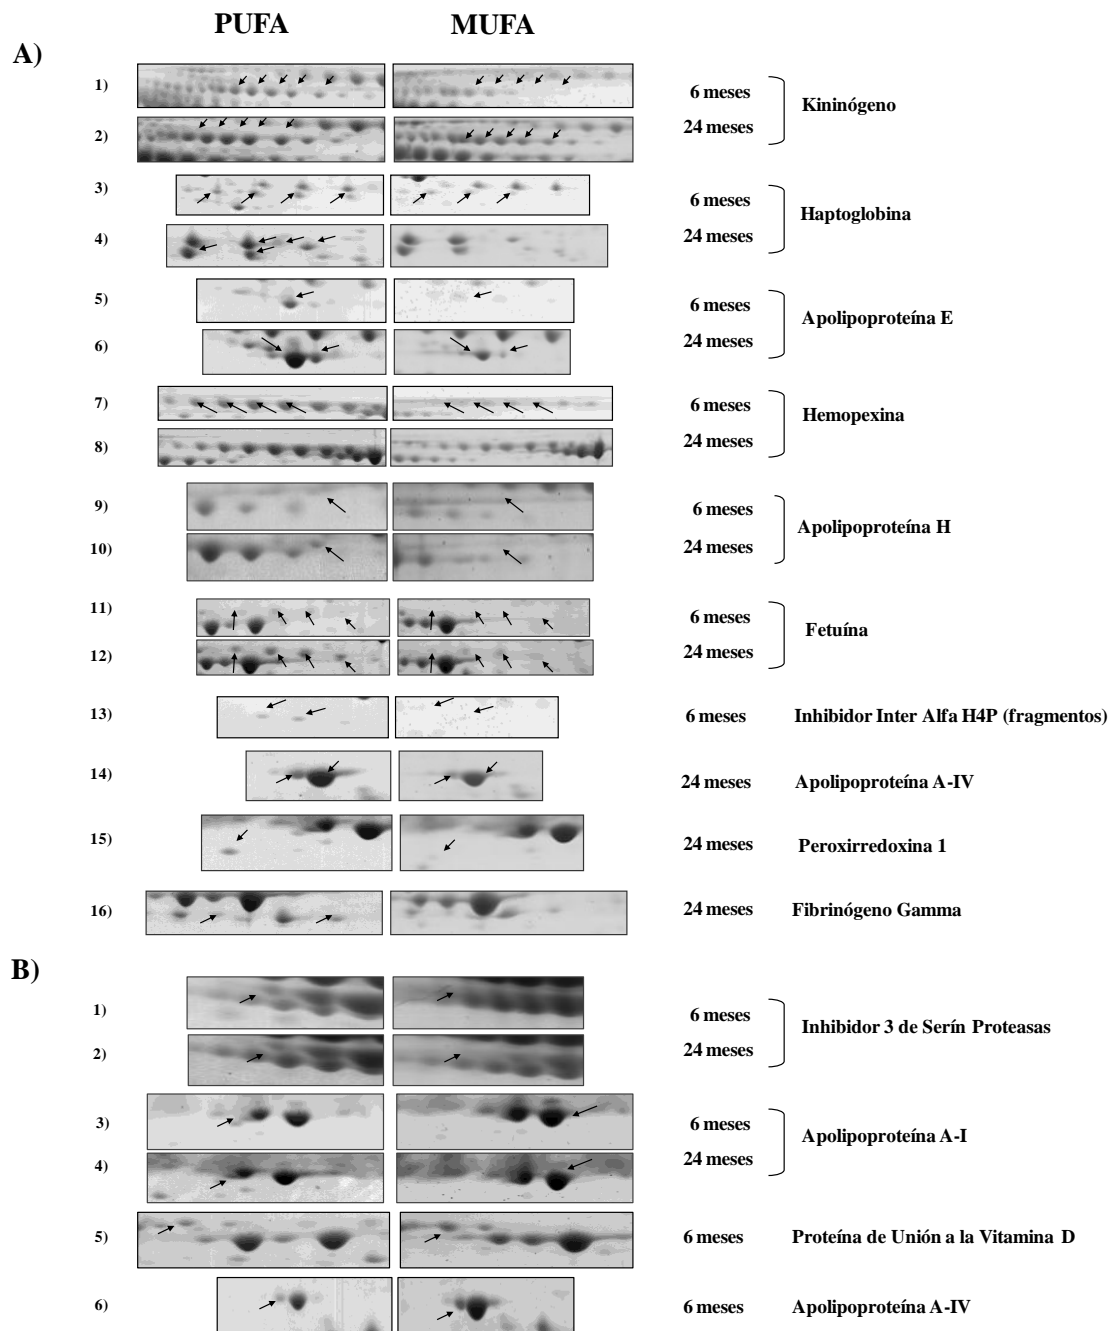 PUFA MUFA
A)
1) 6 meses
Kininógeno
2) 24 meses
3) 6 meses
Haptoglobina
4) 24 meses
5) 6 meses
Apolipoproteína E
6) 24 meses
7) 6 meses
Hemopexina
8) 24 meses
9) 6 meses
Apolipoproteína H
10) 24 meses
11) 6 meses
Fetuína
12) 24 meses
13) 6 meses Inhibidor Inter Alfa H4P (fragmentos)
14) 24 meses Apolipoproteína A-IV
15) 24 meses Peroxirredoxina 1
16) 24 meses Fibrinógeno Gamma
B)
1) 6 meses
Inhibidor 3 de Serín Proteasas
2) 24 meses
3) 6 meses
Apolipoproteína A-I
4) 24 meses
5) 6 meses Proteína de Unión a la Vitamina D
6) 6 meses Apolipoproteína A-IV